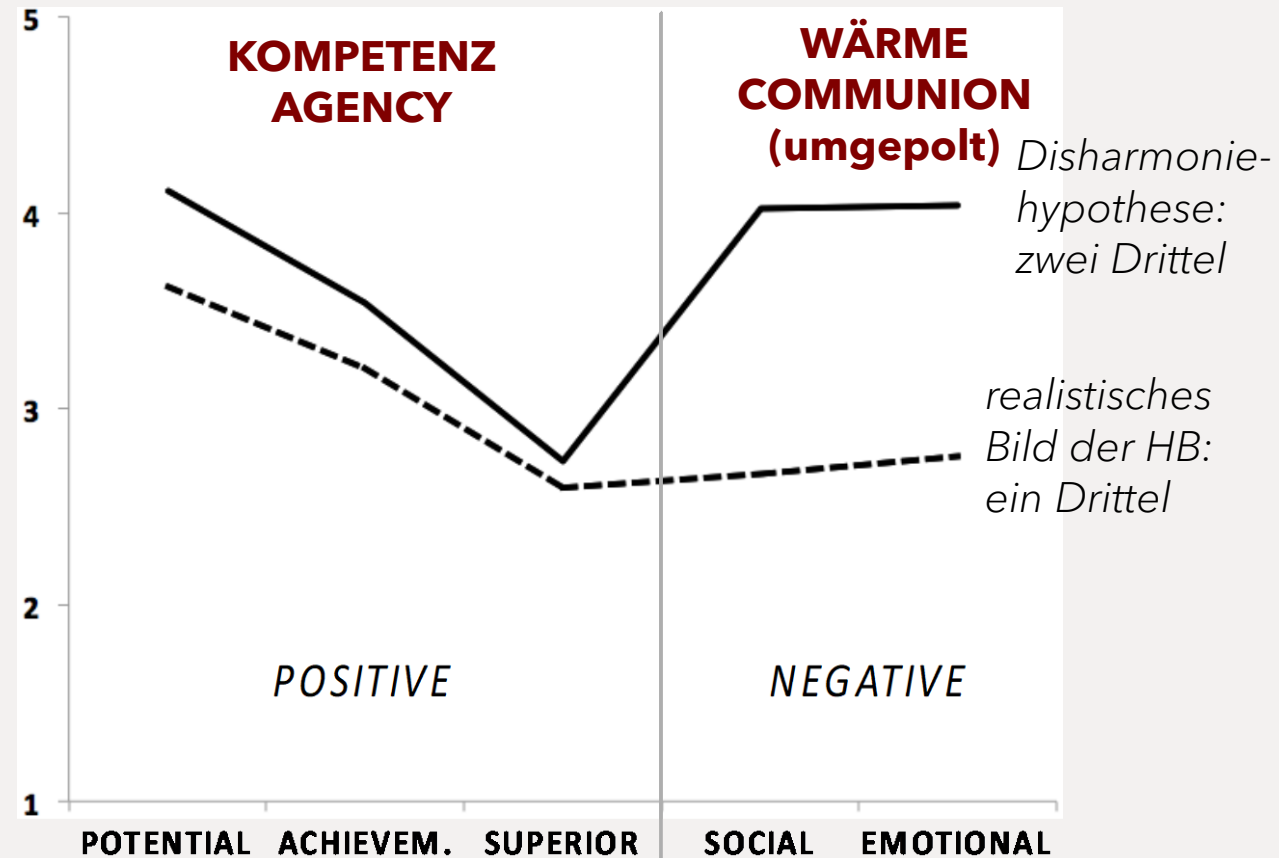 KOMPETENZ
AGENCY
WÄRME
COMMUNION
(umgepolt)
Disharmonie-
hypothese:
zwei Drittel
realistisches
Bild der HB:
ein Drittel
5
4
3
2
1
POSITIVE
NEGATIVE
POTENTIAL ACHIEVEM. SUPERIOR SOCIAL EMOTIONAL